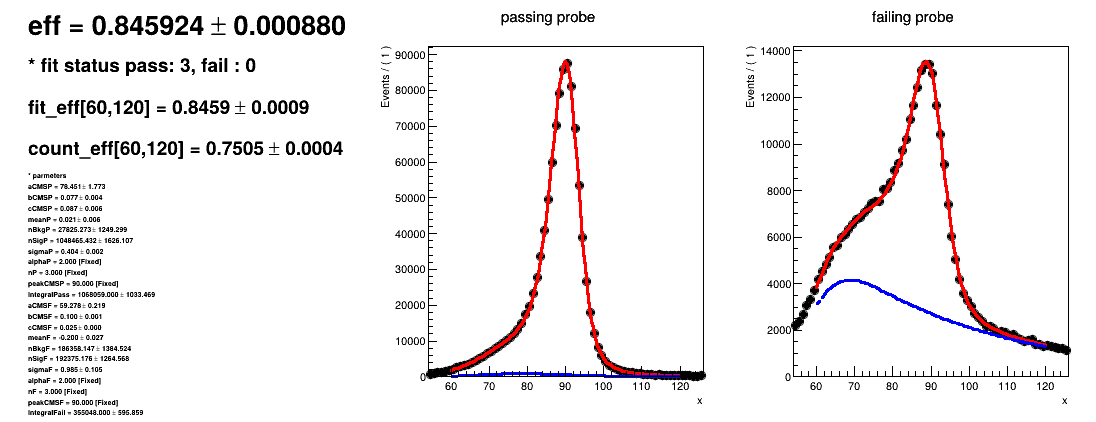 eff = 0.845924 ± 0.000880
* fit status pass: 3, fail : 0
fit_eff[60,120] = 0.8459 ± 0.0009
count_eff[60,120] = 0.7505 ± 0.0004
* parmeters
aCMSP = 76.451± 1.773
bCMSP = 0.077± 0.004
cCMSP = 0.087± 0.006
meanP = 0.021± 0.006
nBkgP = 27825.273± 1249.299
nSigP = 1048465.432± 1626.107
sigmaP = 0.404± 0.002
alphaP = 2.000 [Fixed]
nP = 3.000 [Fixed]
peakCMSP = 90.000 [Fixed]
IntegralPass = 1068059.000± 1033.469
aCMSF = 59.278± 0.219
bCMSF = 0.100± 0.001
cCMSF = 0.025± 0.000
meanF = -0.200± 0.027
nBkgF = 186358.147± 1384.524
nSigF = 192375.176± 1264.568
sigmaF = 0.985± 0.105
alphaF = 2.000 [Fixed]
nF = 3.000 [Fixed]
peakCMSF = 90.000 [Fixed]
IntegralFail = 355048.000± 595.859
passing probe
Events / ( 1 )
90000
80000
70000
60000
50000
40000
30000
20000
10000
0
60 70 80 90 100 110 120
x
failing probe
Events / ( 1 )
14000
12000
10000
8000
6000
4000
2000
0
60 70 80 90 100 110 120
x